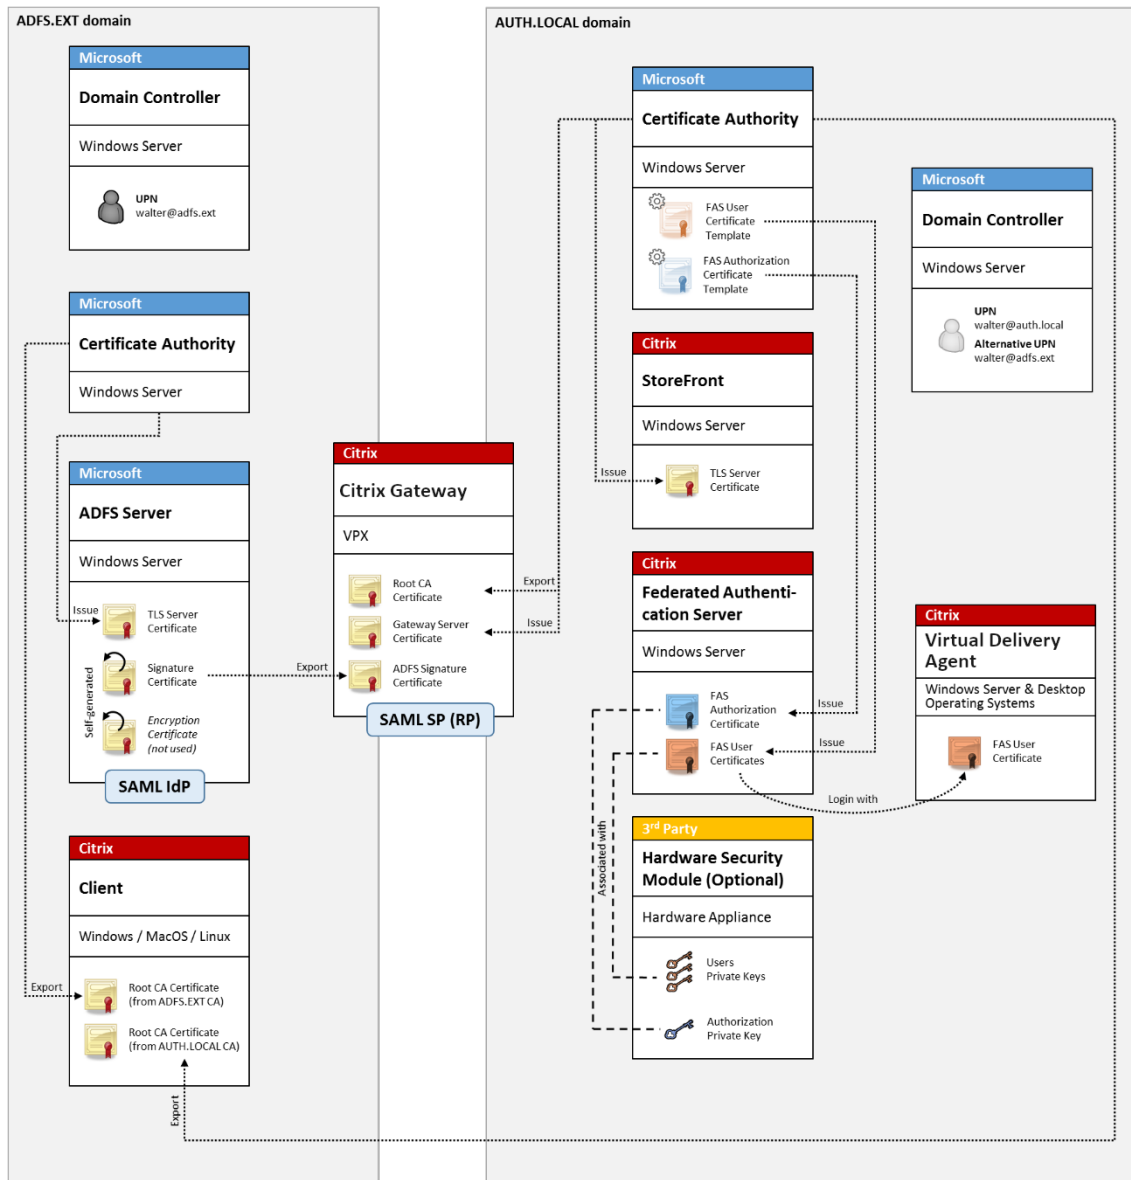 ADFS.EXT domain
Microsoft
Domain Controller
Windows Server
UPN
walter@adfs.ext
Microsoft
Certificate Authority
Windows Server
Microsoft
ADFS Server
Windows Server
Issue
TLS Server
Certificate
Self-generated
Signature
Certificate
Encryption
Certificate
(not used)
SAML IdP
Citrix
Client
Windows / MacOS / Linux
Export
Root CA Certificate
(from ADFS.EXT CA)
Root CA Certificate
(from AUTH.LOCAL CA)
Export
Citrix
Citrix Gateway
VPX
Root CA
Certificate
Export
Gateway Server
Certificate
Issue
Export
ADFS Signature
Certificate
SAML SP (RP)
AUTH.LOCAL domain
Microsoft
Certificate Authority
Windows Server
FAS User
Certificate
Template
FAS Authorization
Certificate
Template
Citrix
StoreFront
Windows Server
Issue
TLS Server
Certificate
Citrix
Federated Authenti-
cation Server
Windows Server
FAS
Authorization
Certificate
Issue
FAS User
Certificates
Issue
Login with
Associated with
3rd Party
Hardware Security
Module (Optional)
Hardware Appliance
Users
Private Keys
Authorization
Private Key
Microsoft
Domain Controller
Windows Server
UPN
walter@auth.local
Alternative UPN
walter@adfs.ext
Citrix
Virtual Delivery
Agent
Windows Server & Desktop
Operating Systems
FAS User
Certificate